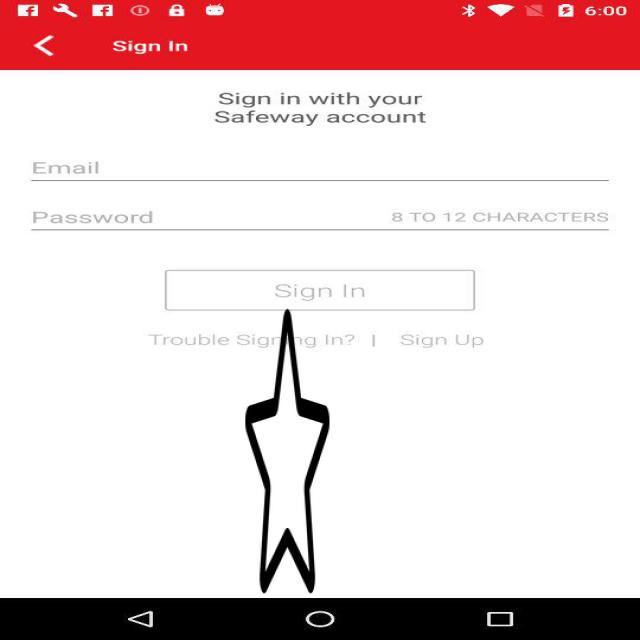 6:00
Sign In
Sign in with your
Safeway account
Email
Password 8 TO 12 CHARACTERS
Sign In
Trouble Signing In? | Sign Up